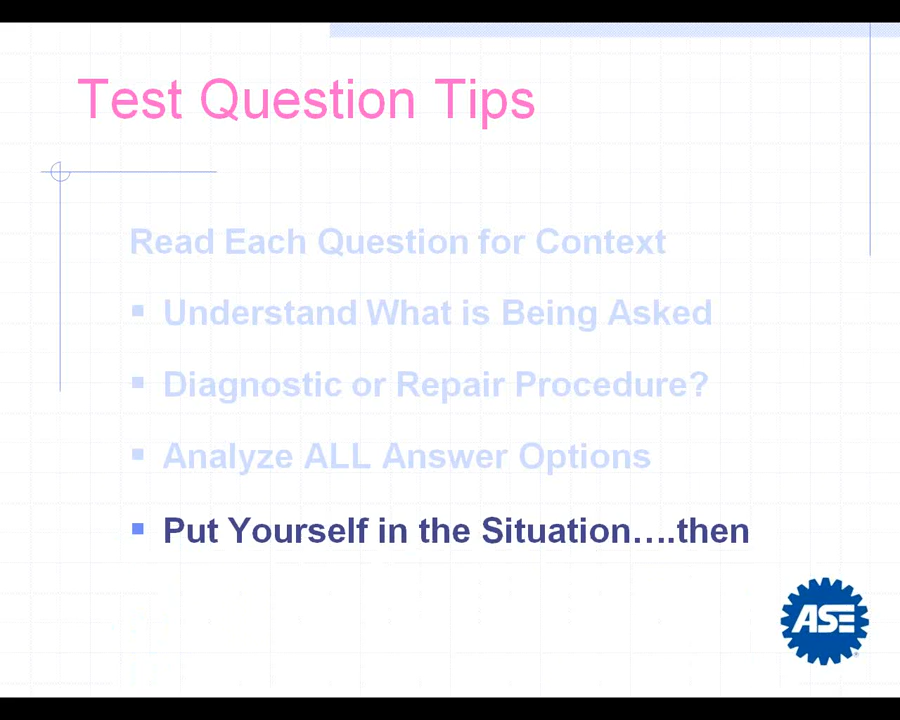 Test Question Tips
Read Each Question for Context
Understand What is Being Asked
Diagnostic or Repair Procedure?
Analyze ALL Answer Options
Put Yourself in the Situation….then
ASE